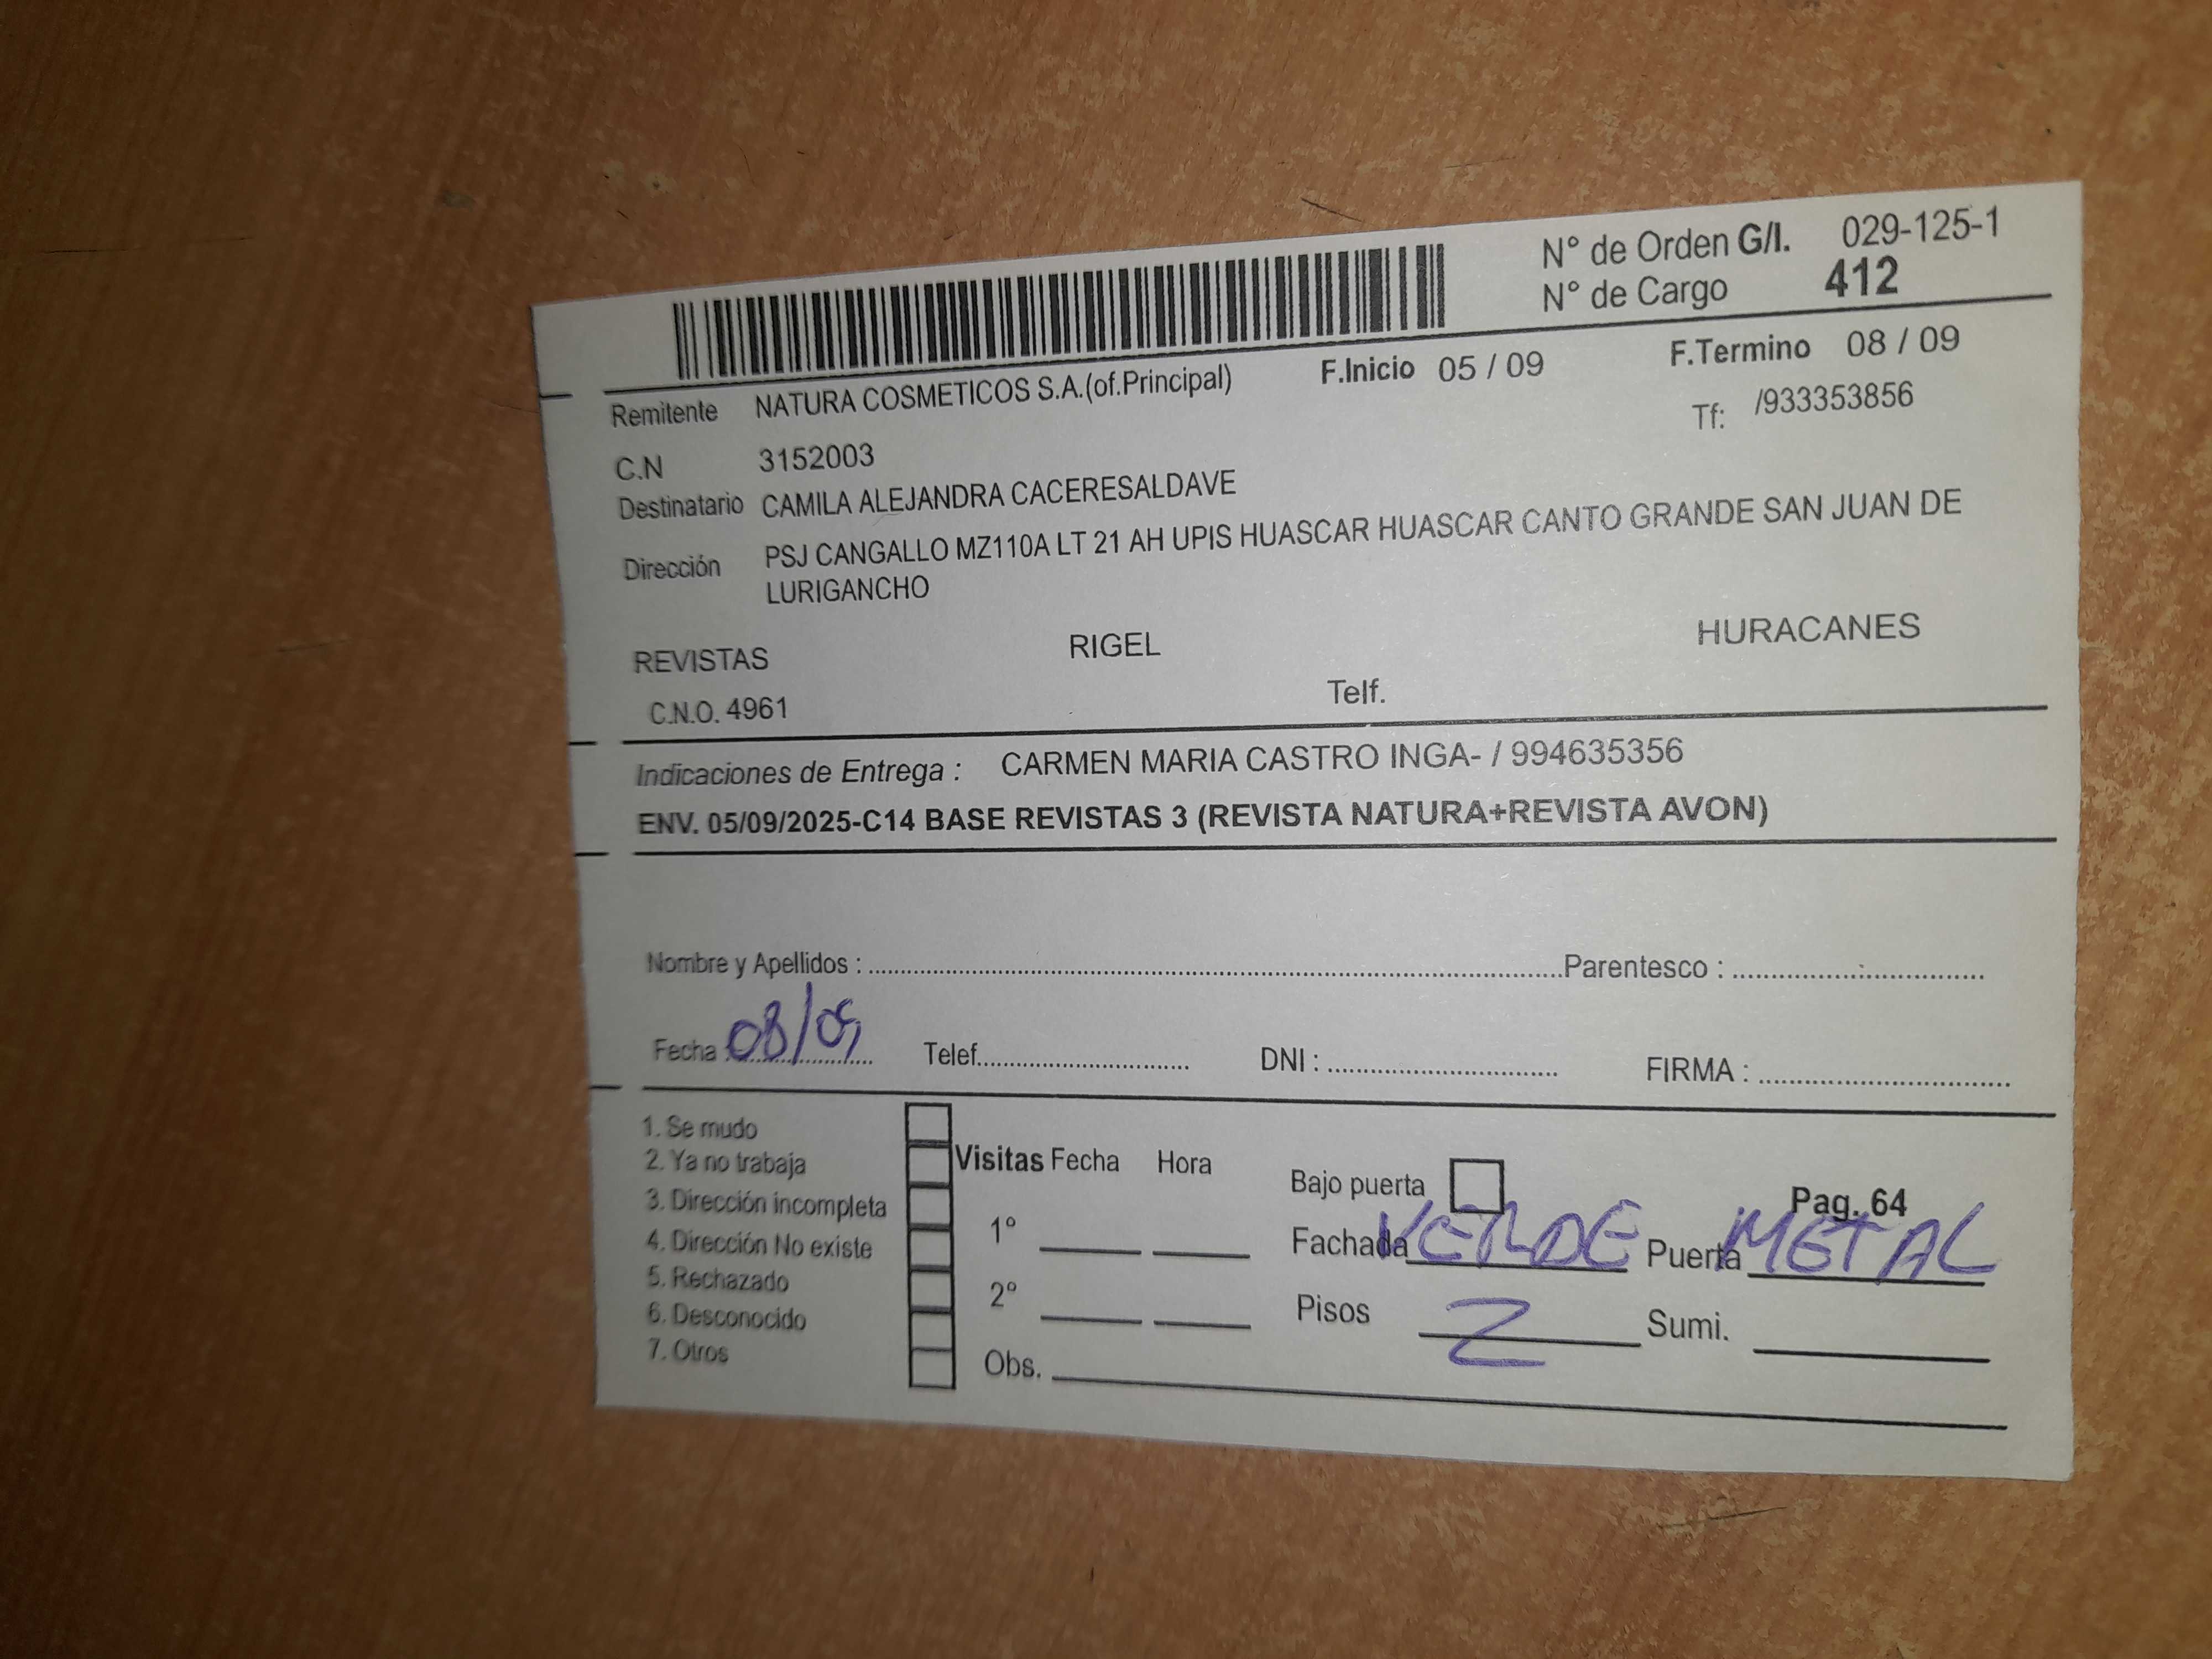 N° de Orden G/I. 029-125-1
N° de Cargo 412
F.Inicio 05 / 09 F.Termino 08 / 09
Remitente NATURA COSMETICOS S.A.(of.Principal) Tf: /933353856
C.N 3152003
Destinatario CAMILA ALEJANDRA CACERESALDAVE
Dirección PSJ CANGALLO MZ110A LT 21 AH UPIS HUASCAR HUASCAR CANTO GRANDE SAN JUAN DE
LURIGANCHO
REVISTAS RIGEL HURACANES
C.N.O. 4961 Telf.
Indicaciones de Entrega : CARMEN MARIA CASTRO INGA- / 994635356
ENV. 05/09/2025-C14 BASE REVISTAS 3 (REVISTA NATURA+REVISTA AVON)
Nombre y Apellidos : Parentesco :
Fecha : 08/09 Telef. DNI : FIRMA :
1. Se mudo
2. Ya no trabaja
3. Dirección incompleta
4. Dirección No existe
5. Rechazado
6. Desconocido
7. Otros
Visitas Fecha Hora
1°
2°
Obs.
Bajo puerta Pag. 64
Fachada VERDE Puerta METAL
Pisos 2 Sumi.